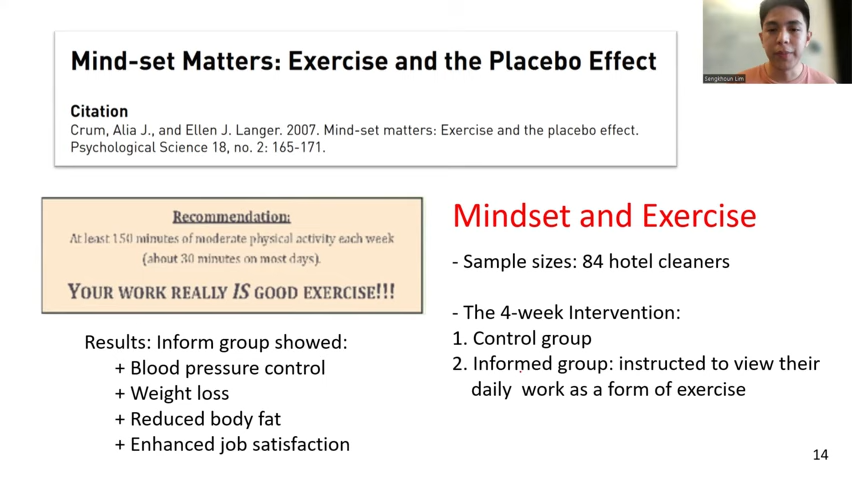 Mind-set Matters: Exercise and the Placebo Effect
Citation
Crum, Alia J., and Ellen J. Langer. 2007. Mind-set matters: Exercise and the placebo effect.
Psychological Science 18, no. 2: 165-171.
Sengkhoun Lim
Recommendation:
At least 150 minutes of moderate physical activity each week
(about 30 minutes on most days).
YOUR WORK REALLY IS GOOD EXERCISE!!!
Results: Inform group showed:
+ Blood pressure control
+ Weight loss
+ Reduced body fat
+ Enhanced job satisfaction
Mindset and Exercise
- Sample sizes: 84 hotel cleaners
- The 4-week Intervention:
1. Control group
2. Informed group: instructed to view their
daily work as a form of exercise
14